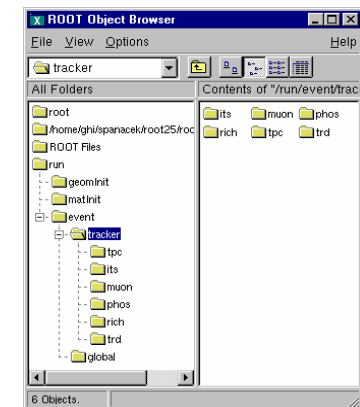 ROOT Object Browser
File View Options Help
tracker
All Folders
Contents of "/run/event/trac
root
/home/ghi/spanacek/root25/roo
ROOT Files
run
geomInit
matInit
event
tracker
tpc
its
muon
phos
rich
trd
global
its muon phos
rich tpc trd
6 Objects.